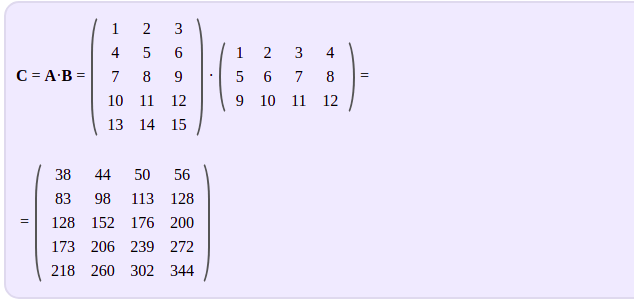 1 2 3
4 5 6
C = A·B = 7 8 9 · 1 2 3 4 =
10 11 12 5 6 7 8
13 14 15 9 10 11 12
= 38 44 50 56
83 98 113 128
128 152 176 200
173 206 239 272
218 260 302 344